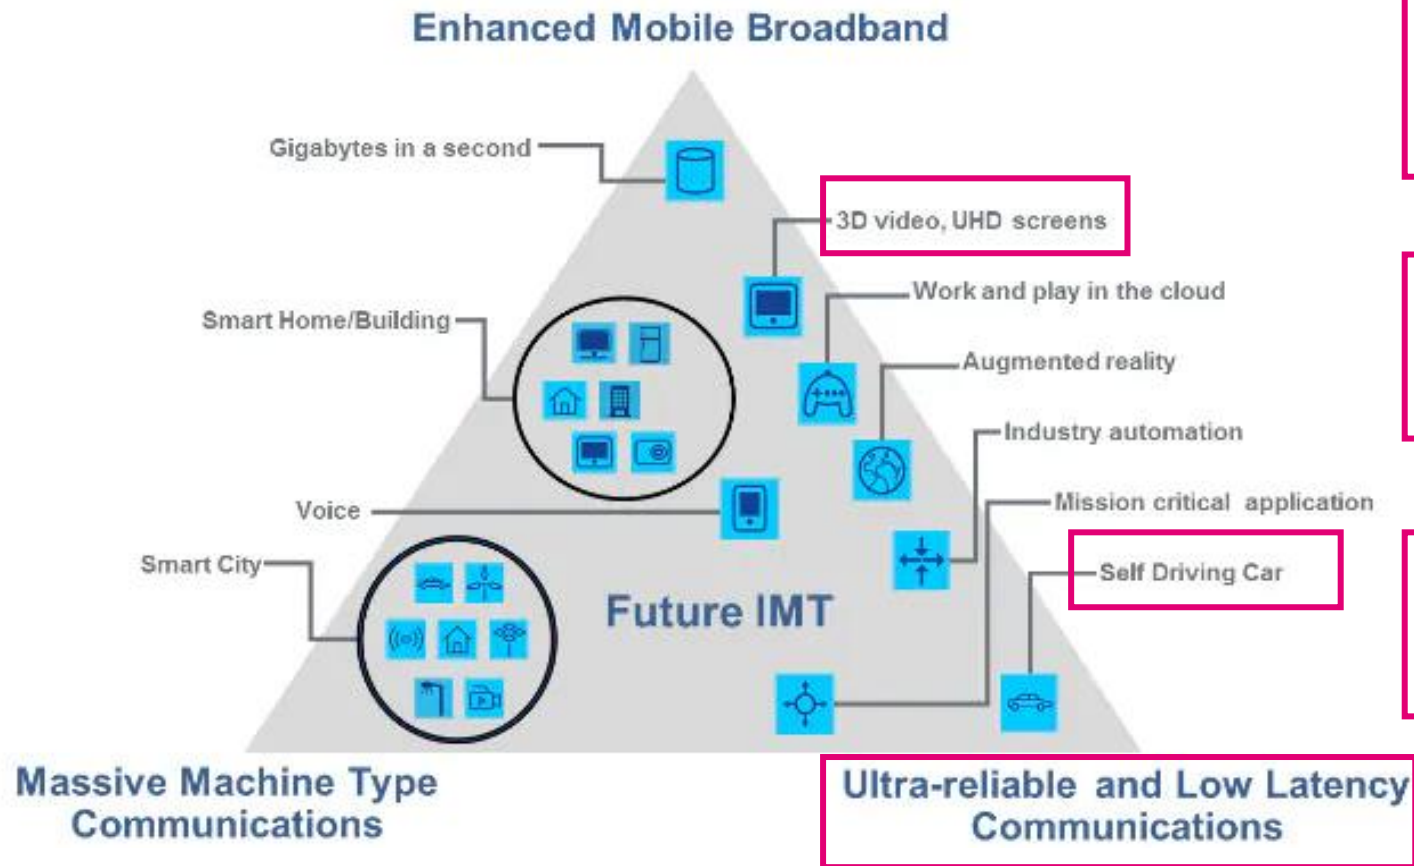 Enhanced Mobile Broadband
Gigabytes in a second
3D video, UHD screens
Work and play in the cloud
Smart Home/Building
Augmented reality
Industry automation
Voice
Mission critical application
Smart City
Self Driving Car
Future IMT
Massive Machine Type
Communications
Ultra-reliable and Low Latency
Communications